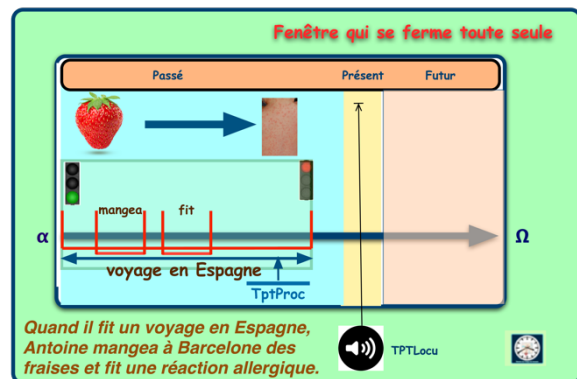 Fenêtre qui se ferme toute seule
Passé Présent Futur
mangea fit
α Ω
voyage en Espagne
TptProc
Quand il fit un voyage en Espagne,
Antoine mangea à Barcelone des
fraises et fit une réaction allergique.
TPTLocu